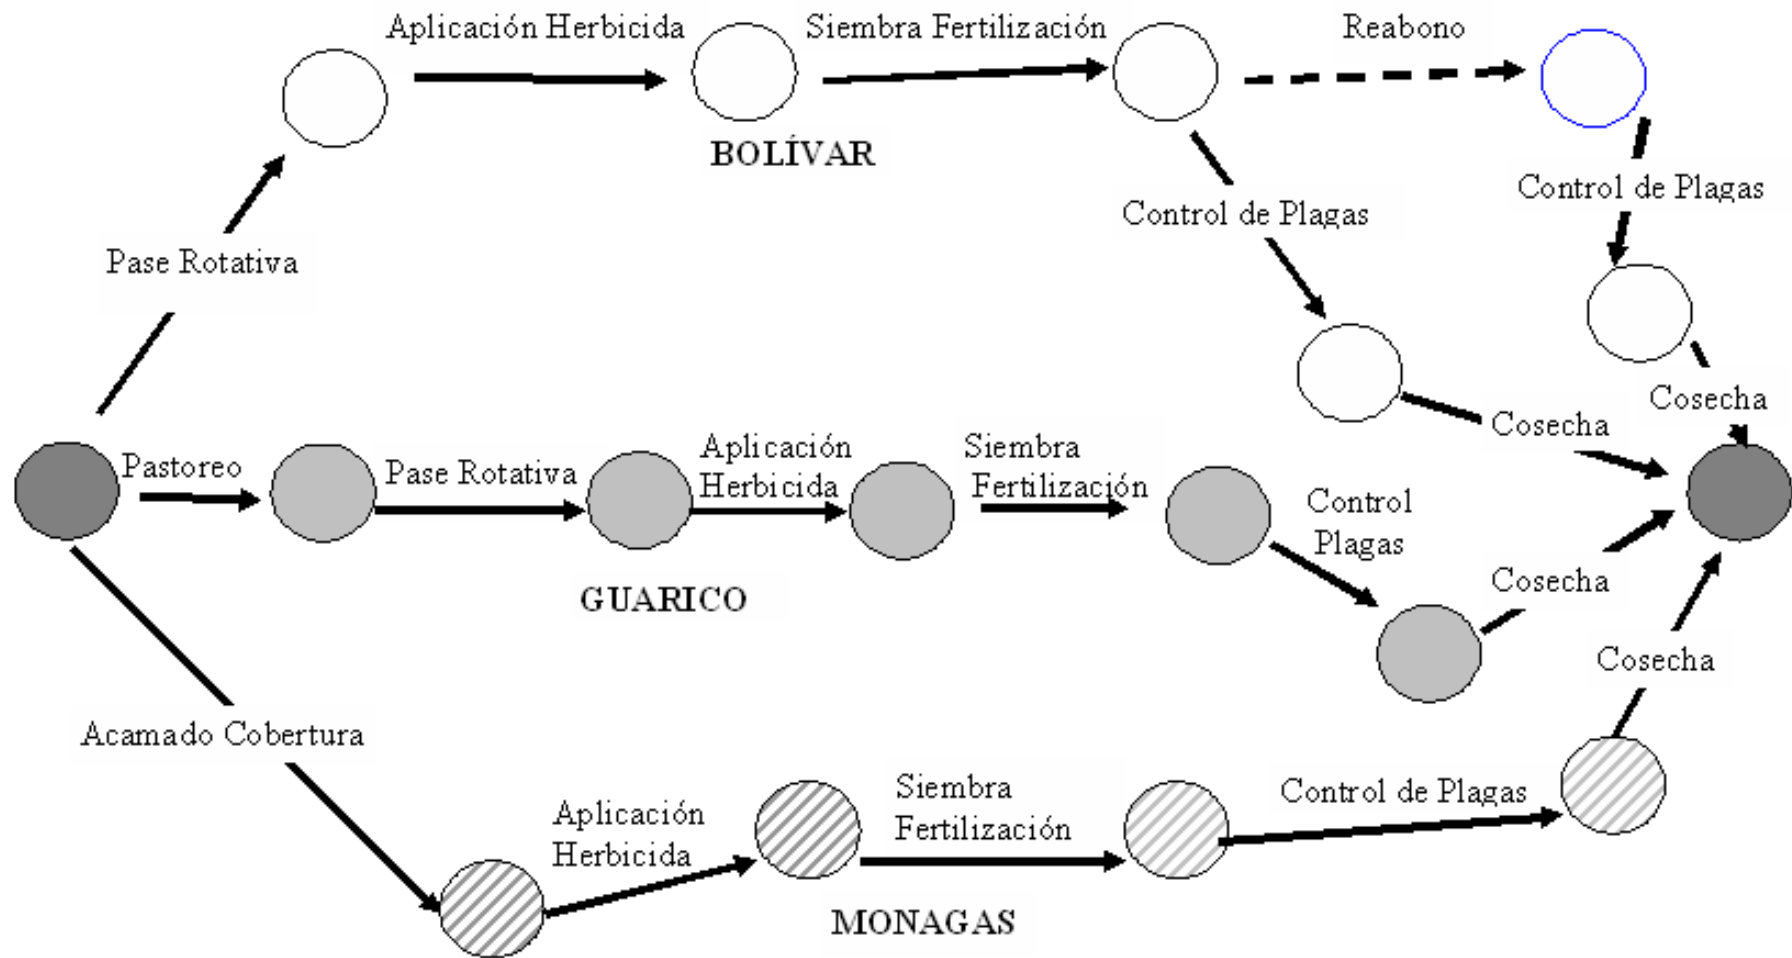 Aplicación Herbicida
Siembra Fertilización
Reabono
BOLÍVAR
Control de Plagas
Control de Plagas
Pase Rotativa
Cosecha
Cosecha
Pastoreo
Pase Rotativa
Aplicación
Herbicida
Siembra
Fertilización
Control
Plagas
GUARICO
Cosecha
Cosecha
Acamado Cobertura
Aplicación
Herbicida
Siembra
Fertilización
Control de Plagas
MONAGAS